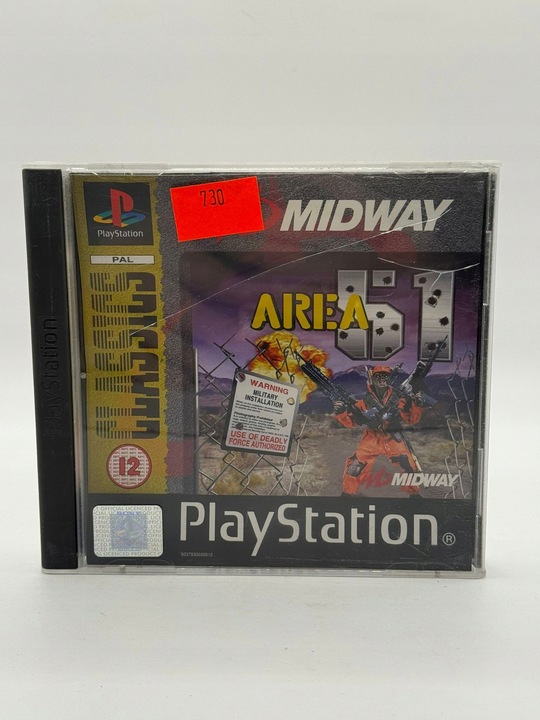 730
MIDWAY
PlayStation
PAL
CLASSICS
AREA 51
WARNING
MILITARY
INSTALLATION
USE OF DEADLY
FORCE AUTHORIZED
MIDWAY
12
PlayStation®
PlayStation